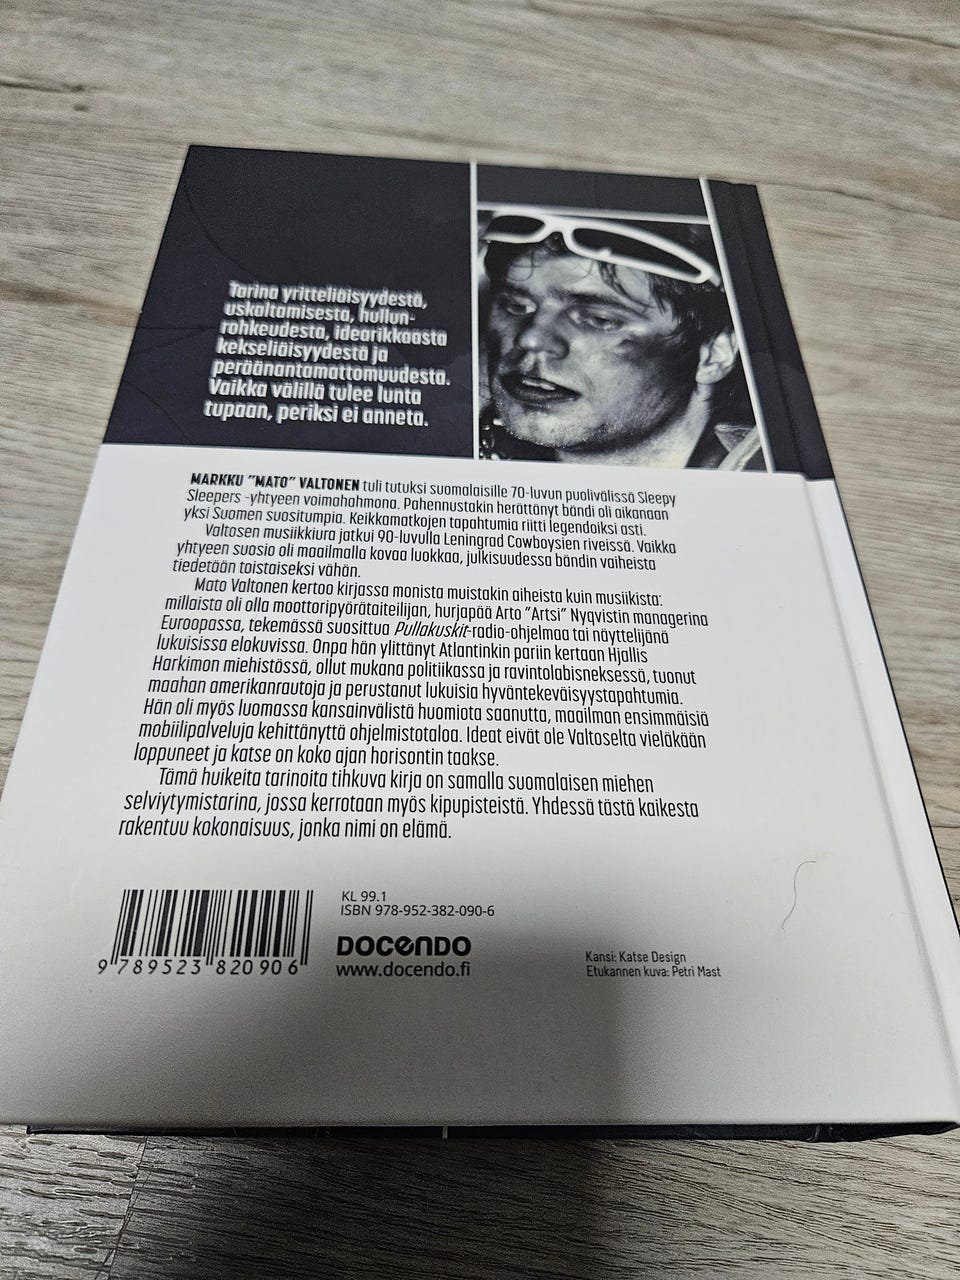 Tarina yritteliäisyydestä,
uskaltamisesta, hullun-
rohkeudesta, idearikkaasta
kekseliäisyydestä ja
peräänantamattomuudesta.
Vaikka välillä tulee lunta
tupaan, periksi ei anneta.
MARKKU "MATO" VALTONEN tuli tutuksi suomalaisille 70-luvun puolivälissä Sleepy
Sleepers -yhtyeen voimahahmona. Pahennustakin herättänyt bändi oli aikanaan
yksi Suomen suosituimpia. Keikkamatkojen tapahtumia riitti legendoiksi asti.
Valtosen musiikkiura jatkui 90-luvulla Leningrad Cowboysien riveissä. Vaikka
yhtyeen suosio oli maailmalla kovaa luokkaa, julkisuudessa bändin vaiheista
tiedetään toistaiseksi vähän.
Mato Valtonen kertoo kirjassa monista muistakin aiheista kuin musiikista:
millaista oli olla moottoripyörätaiteilijan, hurjapää Arto "Artsi" Nyqvistin managerina
Euroopassa, tekemässä suosittua Pullakuskit-radio-ohjelmaa tai näyttelijänä
lukuisissa elokuvissa. Onpa hän ylittänyt Atlantinkin pariin kertaan Hjallis
Harkimon miehistössä, ollut mukana politiikassa ja ravintolabisneksessä, tuonut
maahan amerikanrautoja ja perustanut lukuisia hyväntekeväisyystapahtumia.
Hän oli myös luomassa kansainvälistä huomiota saanutta, maailman ensimmäisiä
mobiilipalveluja kehittänyttä ohjelmistotaloa. Ideat eivät ole Valtoselta vieläkään
loppuneet ja katse on koko ajan horisontin taakse.
Tämä huikeita tarinoita tihkuva kirja on samalla suomalaisen miehen
selviytymistarina, jossa kerrotaan myös kipupisteistä. Yhdessä tästä kaikesta
rakentuu kokonaisuus, jonka nimi on elämä.
KL 99.1
ISBN 978-952-382-090-6
9 789523 820906
DOCENDO
www.docendo.fi
Kansi: Katse Design
Etukannen kuva: Petri Mast